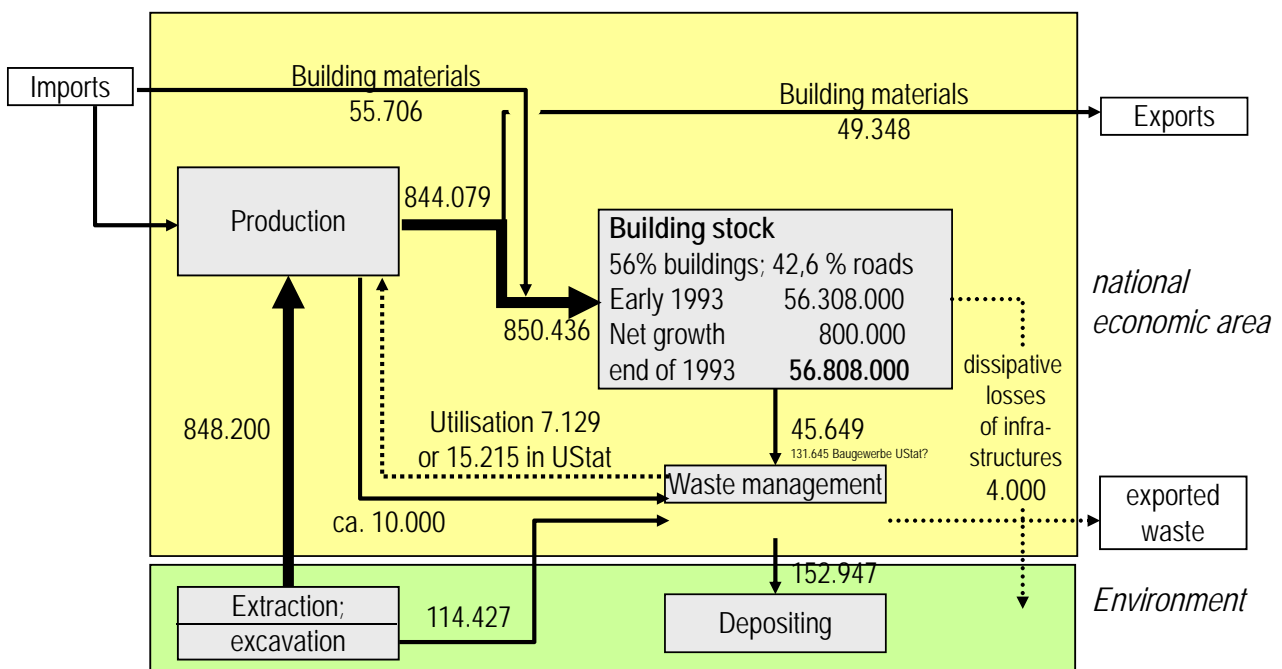 Imports
Building materials
55.706
Building materials
49.348
Exports
Production
844.079
850.436
Building stock
56% buildings; 42,6 % roads
Early 1993 56.308.000
Net growth 800.000
end of 1993 56.808.000
national
economic area
dissipative
losses
of infra-
structures
4.000
848.200
Utilisation 7.129
or 15.215 in UStat
45.649
131.645 Baugewerbe UStat?
Waste management
ca. 10.000
exported
waste
152.947
Extraction;
excavation
114.427
Depositing
Environment